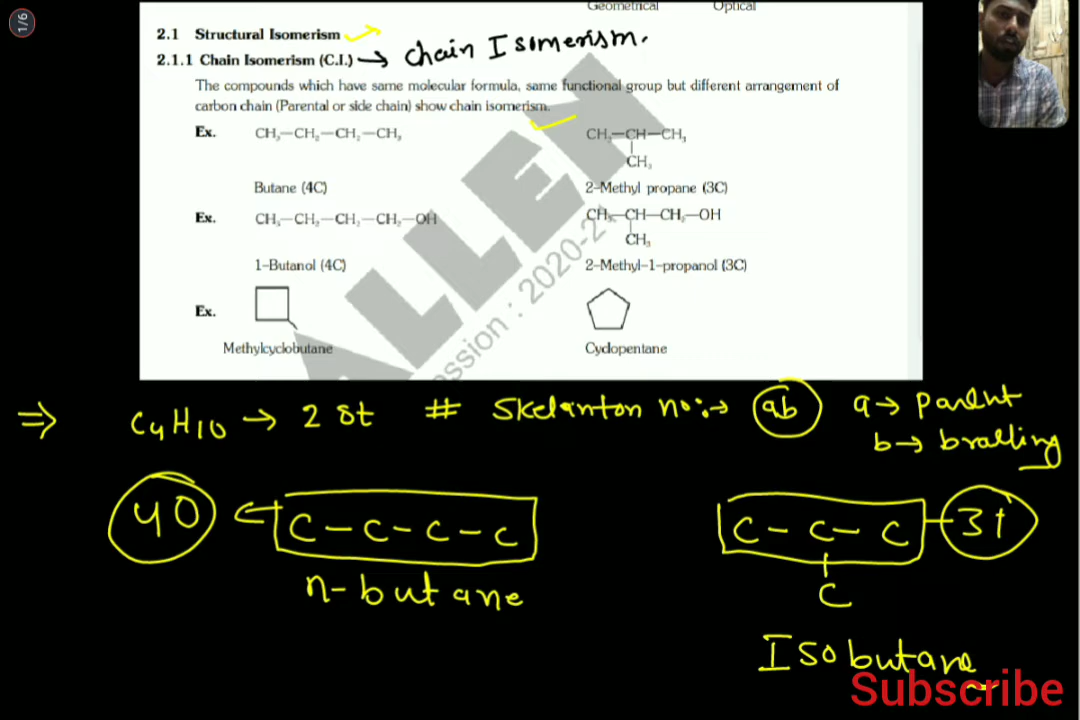 1/6
Geometrical Optical
2.1 Structural Isomerism
2.1.1 Chain Isomerism (C.I.) → chain Isomerism.
The compounds which have same molecular formula, same functional group but different arrangement of
carbon chain (Parental or side chain) show chain isomerism.
Ex. CH₃—CH₂—CH₂—CH₃ CH₃—CH—CH₃
CH₃
Butane (4C) 2-Methyl propane (3C)
Ex. CH₃—CH₂—CH₂—CH₂—OH CH₃—CH—CH₂—OH
CH₃
1-Butanol (4C) 2-Methyl-1-propanol (3C)
Ex.
Methylcyclobutane Cyclopentane
ALLEN
ession : 2020-21
⇒ C4H10 → 2 st # Skelanton no:→ ab a → parent
b → bralling
40 ← C – C – C – C C – C – C 31
C
n-butane
Isobutane
Subscribe